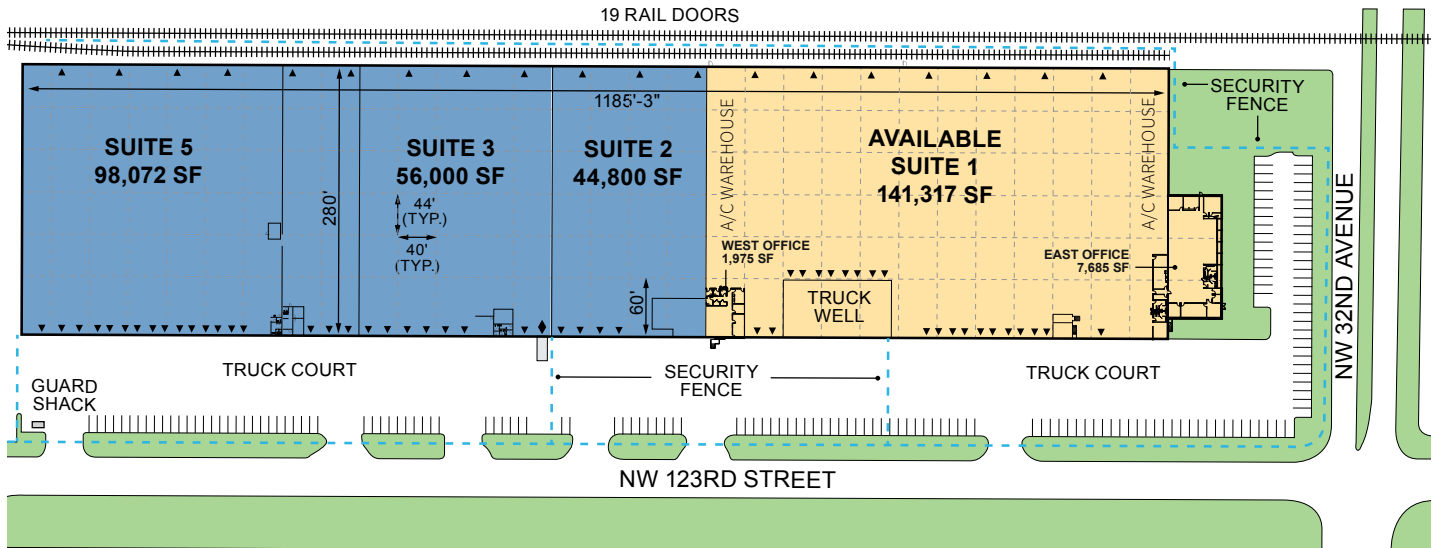 19 RAIL DOORS
1185'-3"
SECURITY
FENCE
SUITE 5
98,072 SF
280'
SUITE 3
56,000 SF
44'
(TYP.)
40'
(TYP.)
SUITE 2
44,800 SF
A/C WAREHOUSE
AVAILABLE
SUITE 1
141,317 SF
A/C WAREHOUSE
WEST OFFICE
1,975 SF
EAST OFFICE
7,685 SF
60'
TRUCK
WELL
NW 32ND AVENUE
TRUCK COURT
SECURITY
FENCE
TRUCK COURT
GUARD
SHACK
NW 123RD STREET